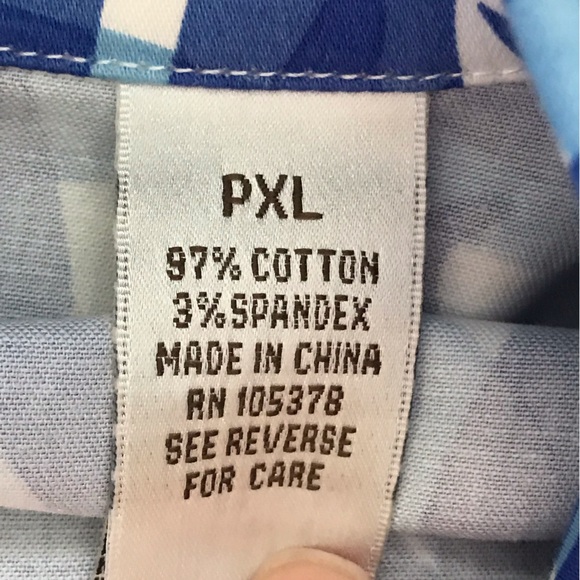 PXL
97% COTTON
3% SPANDEX
MADE IN CHINA
RN 105378
SEE REVERSE
FOR CARE